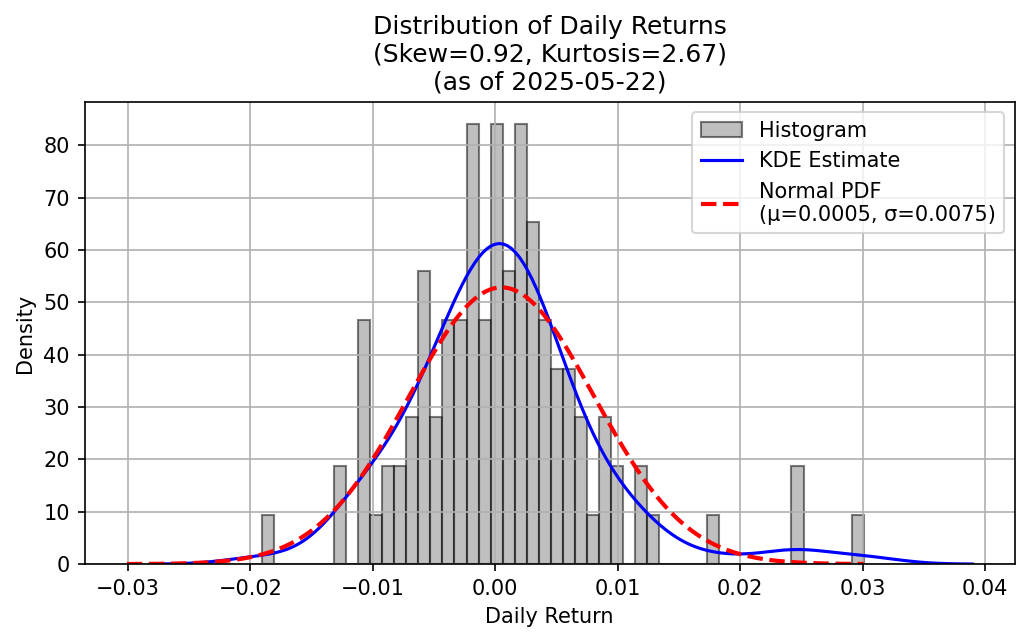 Distribution of Daily Returns
(Skew=0.92, Kurtosis=2.67)
(as of 2025-05-22)
Histogram
KDE Estimate
Normal PDF
(μ=0.0005, σ=0.0075)
Density
80
70
60
50
40
30
20
10
0
−0.03
−0.02
−0.01
0.00
0.01
0.02
0.03
0.04
Daily Return